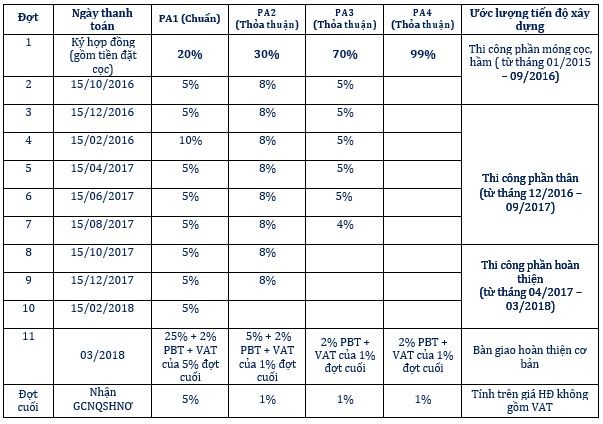 Đợt
Ngày thanh
toán
PA1 (Chuẩn)
PA2
(Thỏa thuận)
PA3
(Thỏa thuận)
PA4
(Thỏa thuận)
Ước lượng tiến độ xây
dựng
1
Ký hợp đồng
(gồm tiền đặt
cọc)
20%
30%
70%
99%
Thi công phần móng cọc,
hầm ( từ tháng 01/2015
– 09/2016)
2
15/10/2016
5%
8%
5%
3
15/12/2016
5%
8%
5%
4
15/02/2016
10%
8%
5%
5
15/04/2017
5%
8%
5%
6
15/06/2017
5%
8%
5%
7
15/08/2017
5%
8%
4%
Thi công phần thân
(từ tháng 12/2016 –
09/2017)
8
15/10/2017
5%
8%
9
15/12/2017
5%
8%
10
15/02/2018
5%
Thi công phần hoàn
thiện
(từ tháng 04/2017 –
03/2018)
11
03/2018
25% + 2%
PBT + VAT
của 5% đợt
cuối
5% + 2%
PBT + VAT
của 1% đợt
cuối
2% PBT +
VAT của 1%
đợt cuối
2% PBT +
VAT của 1%
đợt cuối
Bàn giao hoàn thiện cơ
bản
Đợt
cuối
Nhận
GCNQSHNƠ
5%
1%
1%
1%
Tính trên giá HĐ không
gồm VAT